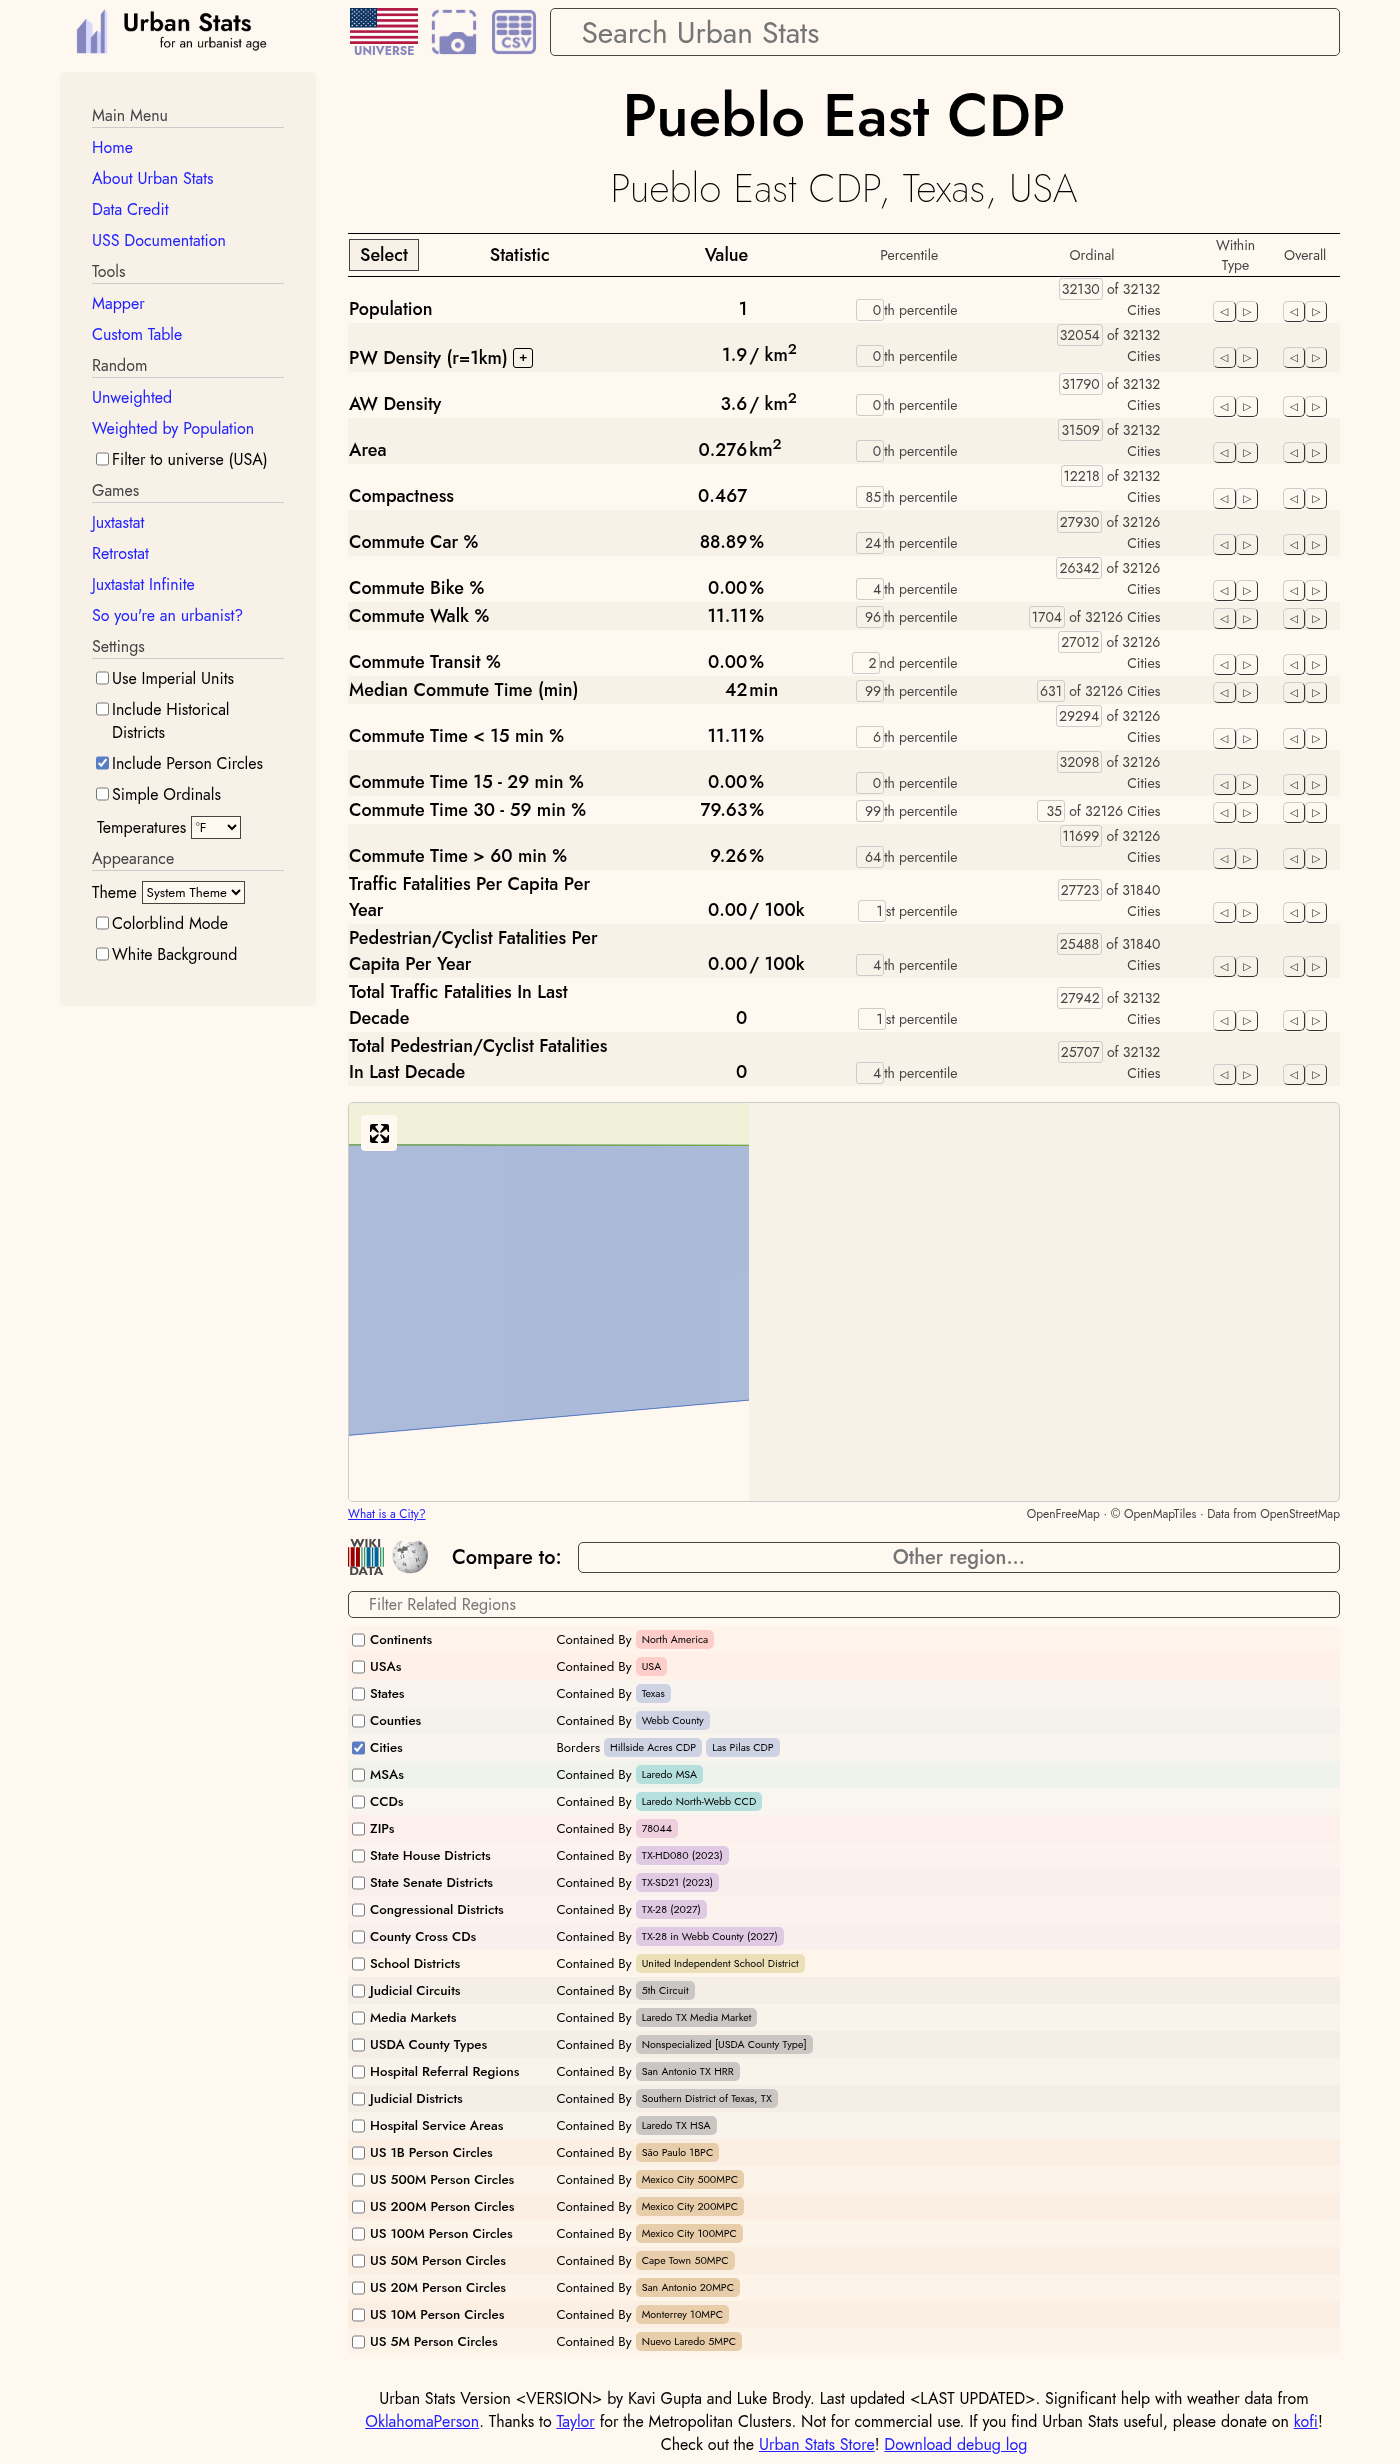 Urban Stats
for an urbanist age
UNIVERSE
CSV
Search Urban Stats
Main Menu
Home
About Urban Stats
Data Credit
USS Documentation
Tools
Mapper
Custom Table
Random
Unweighted
Weighted by Population
Filter to universe (USA)
Games
Juxtastat
Retrostat
Juxtastat Infinite
So you're an urbanist?
Settings
Use Imperial Units
Include Historical
Districts
Include Person Circles
Simple Ordinals
Temperatures °F
Appearance
Theme System Theme
Colorblind Mode
White Background
Pueblo East CDP
Pueblo East CDP, Texas, USA
Select Statistic Value Percentile Ordinal Within Type Overall
Population 1 0th percentile 32130 of 32132 Cities
PW Density (r=1km) + 1.9 / km² 0th percentile 32054 of 32132 Cities
AW Density 3.6 / km² 0th percentile 31790 of 32132 Cities
Area 0.276 km² 0th percentile 31509 of 32132 Cities
Compactness 0.467 85th percentile 12218 of 32132 Cities
Commute Car % 88.89% 24th percentile 27930 of 32126 Cities
Commute Bike % 0.00% 4th percentile 26342 of 32126 Cities
Commute Walk % 11.11% 96th percentile 1704 of 32126 Cities
Commute Transit % 0.00% 2nd percentile 27012 of 32126 Cities
Median Commute Time (min) 42 min 99th percentile 631 of 32126 Cities
Commute Time < 15 min % 11.11% 6th percentile 29294 of 32126 Cities
Commute Time 15 - 29 min % 0.00% 0th percentile 32098 of 32126 Cities
Commute Time 30 - 59 min % 79.63% 99th percentile 35 of 32126 Cities
Commute Time > 60 min % 9.26% 64th percentile 11699 of 32126 Cities
Traffic Fatalities Per Capita Per
Year 0.00 / 100k 1st percentile 27723 of 31840 Cities
Pedestrian/Cyclist Fatalities Per
Capita Per Year 0.00 / 100k 4th percentile 25488 of 31840 Cities
Total Traffic Fatalities In Last
Decade 0 1st percentile 27942 of 32132 Cities
Total Pedestrian/Cyclist Fatalities
In Last Decade 0 4th percentile 25707 of 32132 Cities
What is a City? OpenFreeMap · © OpenMapTiles · Data from OpenStreetMap
WIKI
DATA
Compare to: Other region...
Filter Related Regions
Continents Contained By North America
USAs Contained By USA
States Contained By Texas
Counties Contained By Webb County
Cities Borders Hillside Acres CDP Las Pilas CDP
MSAs Contained By Laredo MSA
CCDs Contained By Laredo North-Webb CCD
ZIPs Contained By 78044
State House Districts Contained By TX-HD080 (2023)
State Senate Districts Contained By TX-SD21 (2023)
Congressional Districts Contained By TX-28 (2027)
County Cross CDs Contained By TX-28 in Webb County (2027)
School Districts Contained By United Independent School District
Judicial Circuits Contained By 5th Circuit
Media Markets Contained By Laredo TX Media Market
USDA County Types Contained By Nonspecialized [USDA County Type]
Hospital Referral Regions Contained By San Antonio TX HRR
Judicial Districts Contained By Southern District of Texas, TX
Hospital Service Areas Contained By Laredo TX HSA
US 1B Person Circles Contained By São Paulo 1BPC
US 500M Person Circles Contained By Mexico City 500MPC
US 200M Person Circles Contained By Mexico City 200MPC
US 100M Person Circles Contained By Mexico City 100MPC
US 50M Person Circles Contained By Cape Town 50MPC
US 20M Person Circles Contained By San Antonio 20MPC
US 10M Person Circles Contained By Monterrey 10MPC
US 5M Person Circles Contained By Nuevo Laredo 5MPC
Urban Stats Version <VERSION> by Kavi Gupta and Luke Brody. Last updated <LAST UPDATED>. Significant help with weather data from
OklahomaPerson. Thanks to Taylor for the Metropolitan Clusters. Not for commercial use. If you find Urban Stats useful, please donate on kofi!
Check out the Urban Stats Store! Download debug log